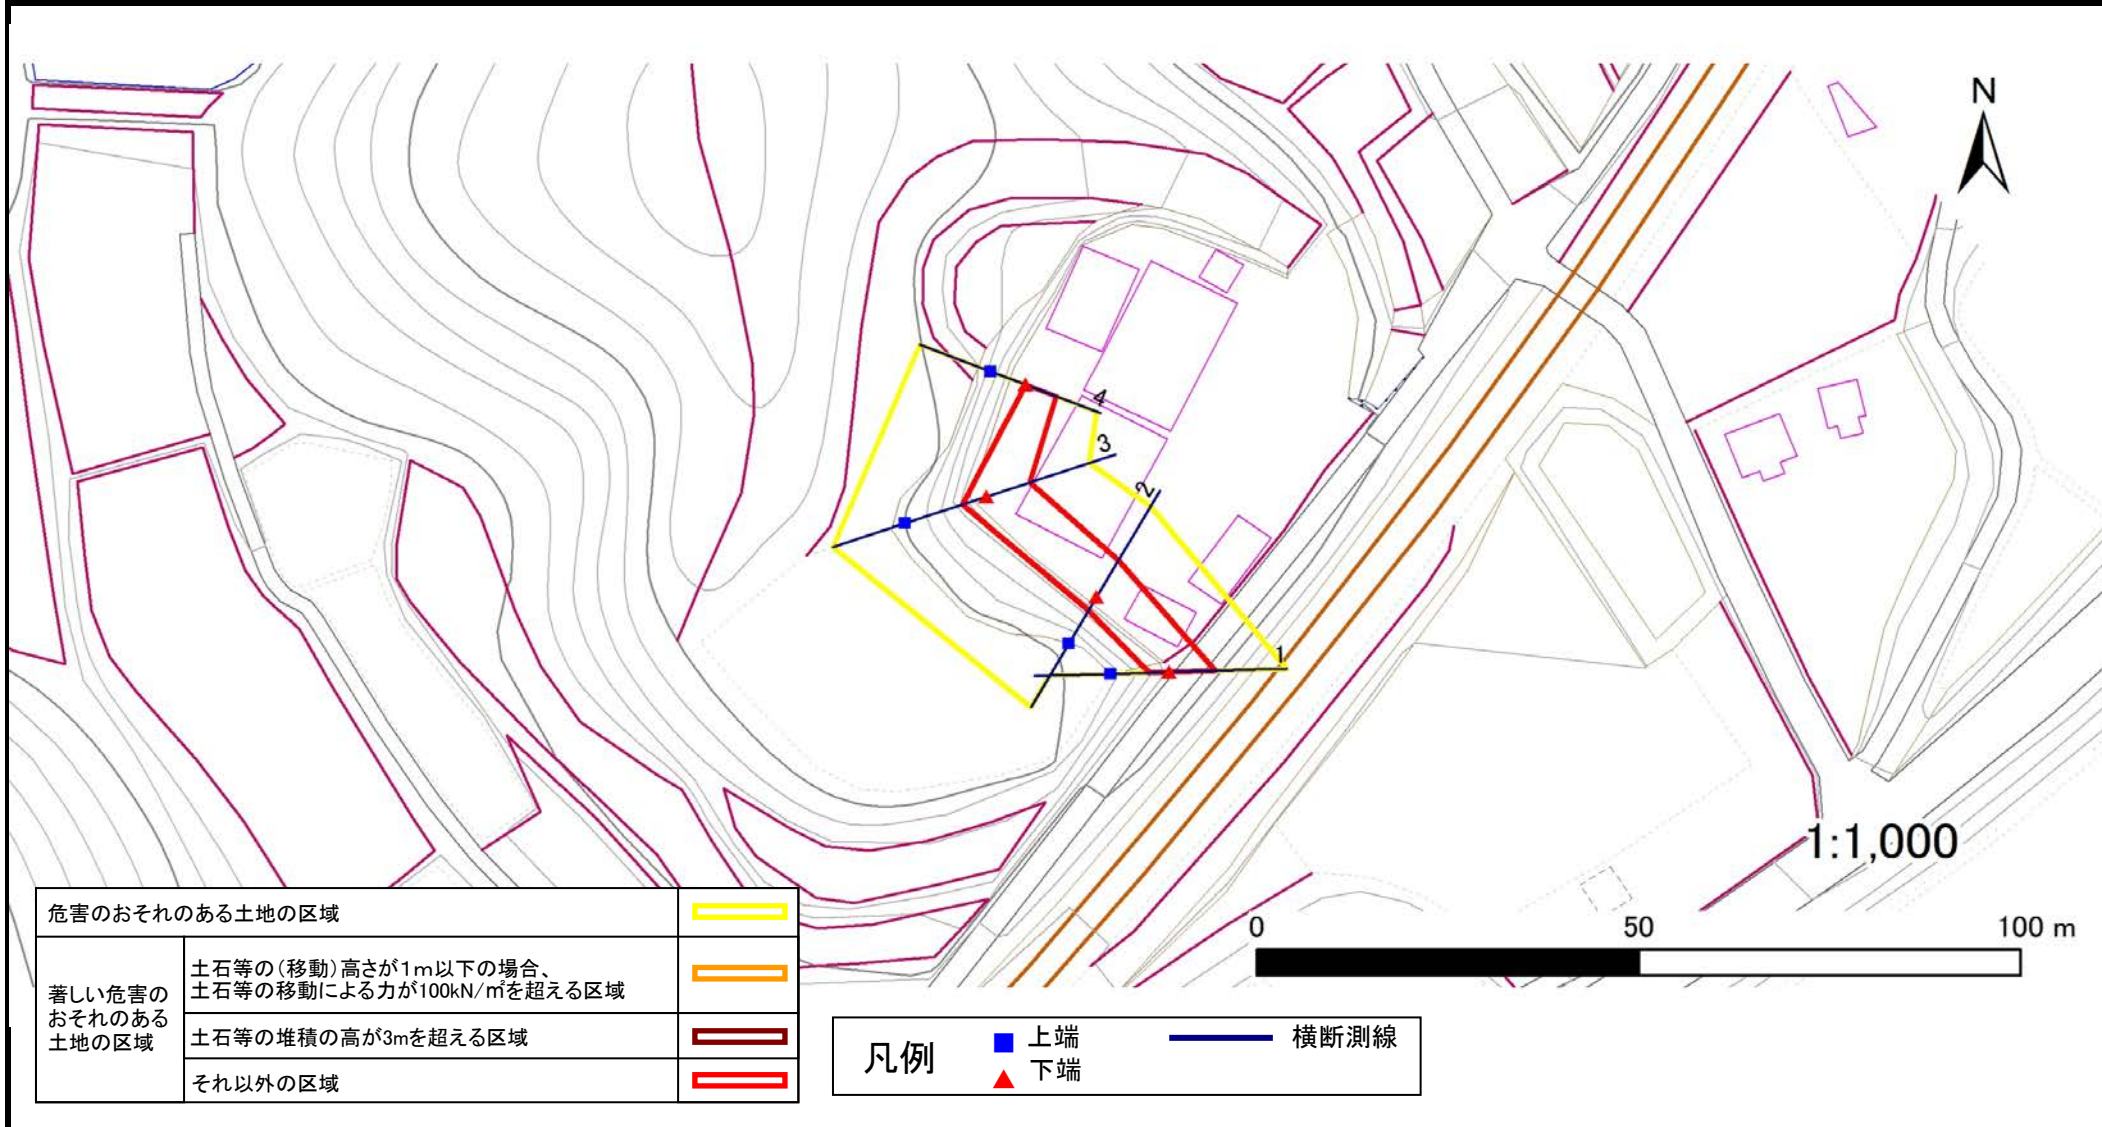 N
4
3
2
1
1:1,000
0 50 100 m
危害のおそれのある土地の区域
著しい危害の
おそれのある
土地の区域
土石等の(移動)高さが1m以下の場合、
土石等の移動による力が100kN/㎡を超える区域
土石等の堆積の高が3mを超える区域
それ以外の区域
凡例
上端
下端
横断測線